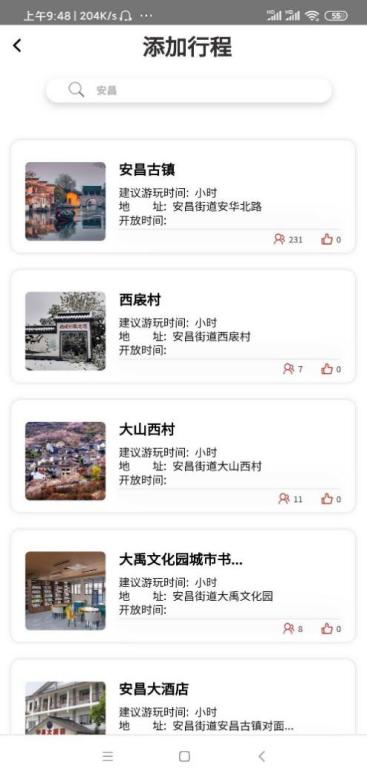 上午9:48 | 204K/s ... 55
添加行程
安昌
安昌古镇
建议游玩时间: 小时
地 址: 安昌街道安华北路
开放时间:
231 0
西扆村
建议游玩时间: 小时
地 址: 安昌街道西扆村
开放时间:
7 0
大山西村
建议游玩时间: 小时
地 址: 安昌街道大山西村
开放时间:
11 0
大禹文化园城市书...
建议游玩时间: 小时
地 址: 安昌街道大禹文化园
开放时间:
8 0
安昌大酒店
建议游玩时间: 小时
地 址: 安昌街道安昌古镇对面...